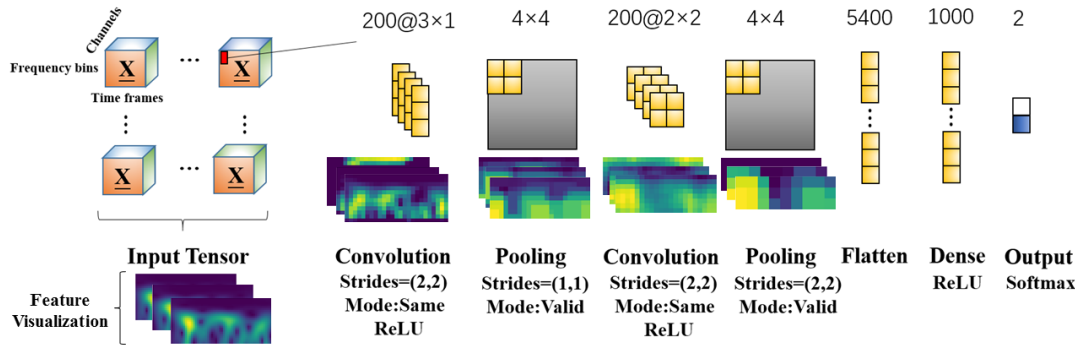 200@3×1
4×4
200@2×2
4×4
5400
1000
2
Channels
Frequency bins
X
...
X
Time frames
X
...
X
Input Tensor
Feature
Visualization
Convolution
Strides=(2,2)
Mode:Same
ReLU
Pooling
Strides=(1,1)
Mode:Valid
Convolution
Strides=(2,2)
Mode:Same
ReLU
Pooling
Strides=(2,2)
Mode:Valid
Flatten
Dense
ReLU
Output
Softmax